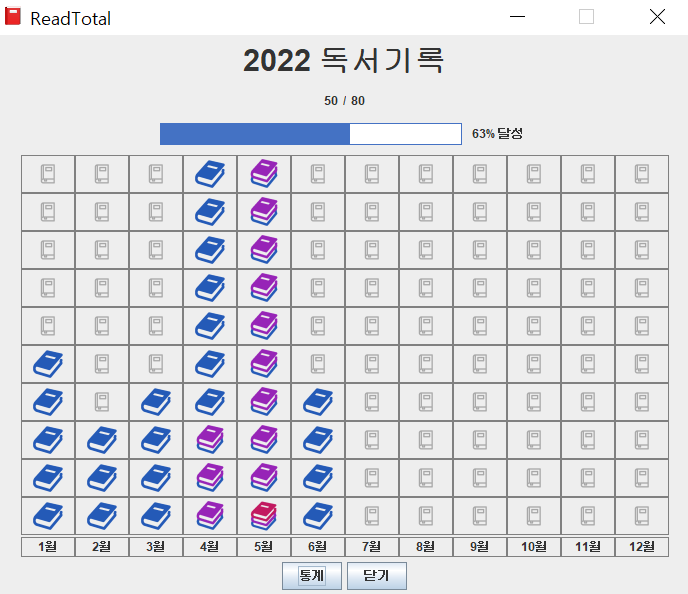 ReadTotal
2022 독서기록
50 / 80
63% 달성
1월 2월 3월 4월 5월 6월 7월 8월 9월 10월 11월 12월
통계 닫기